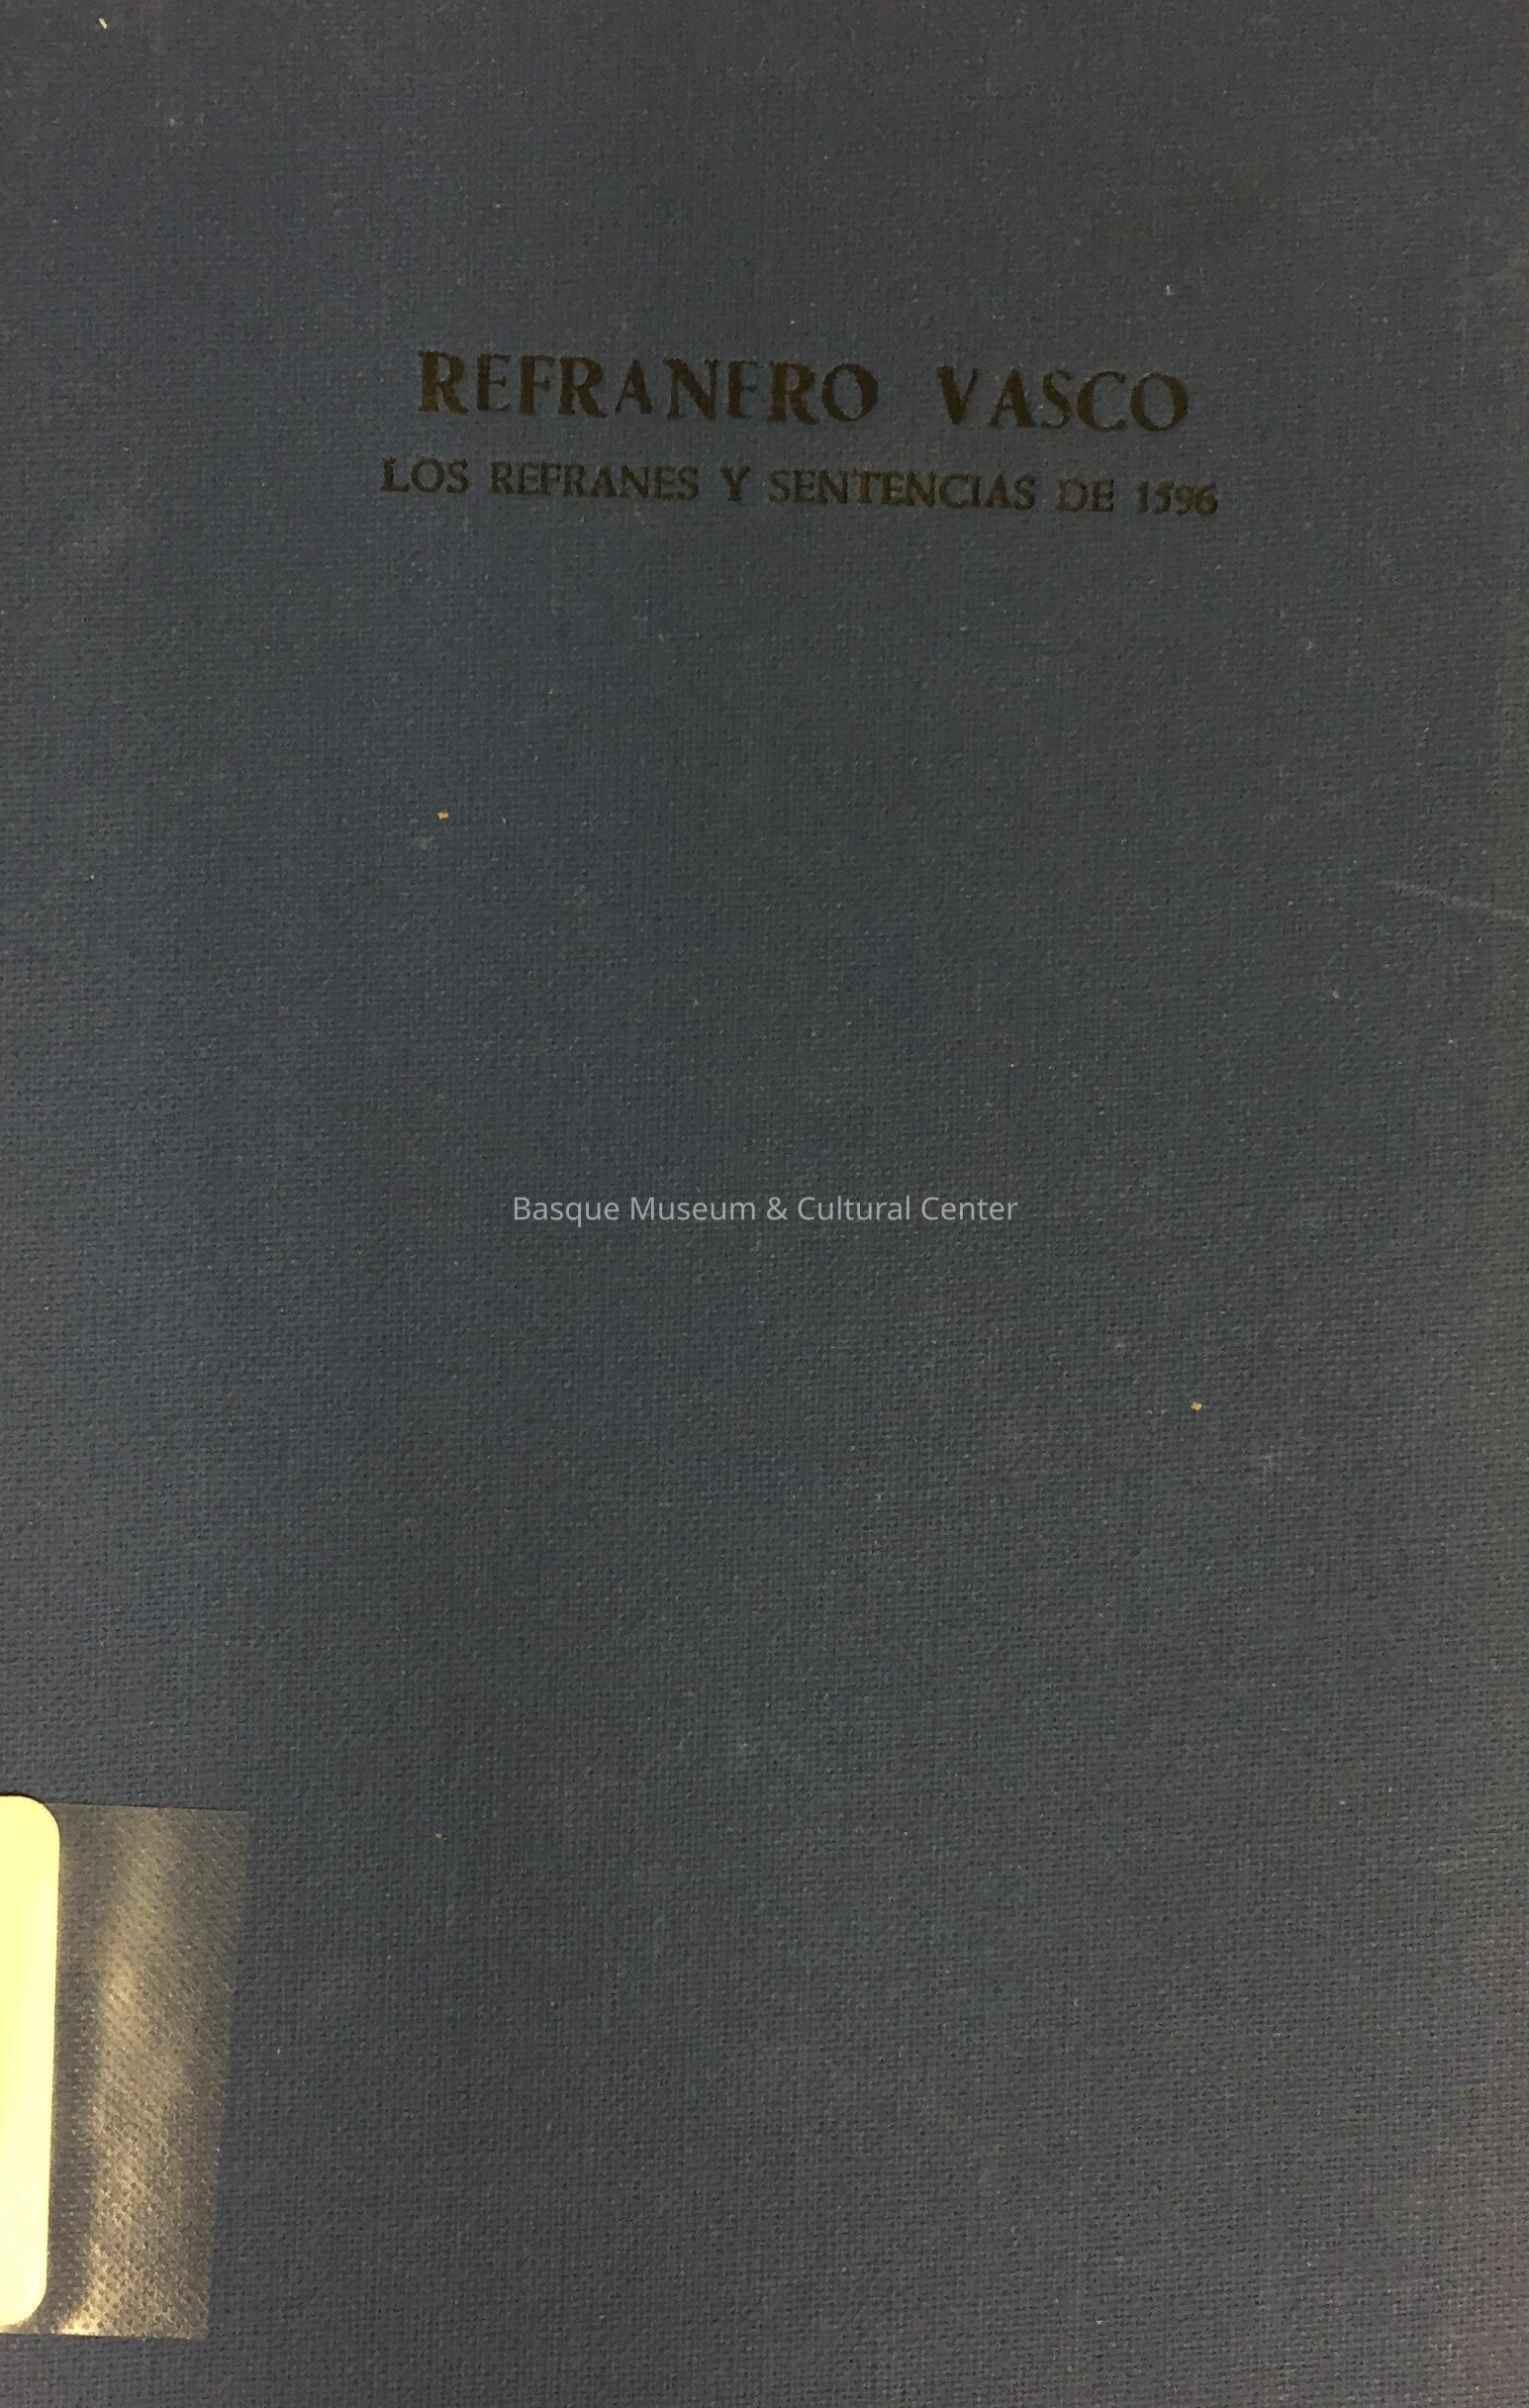 REFRANERO VASCO
LOS REFRANES Y SENTENCIAS DE 1596
Basque Museum & Cultural Center